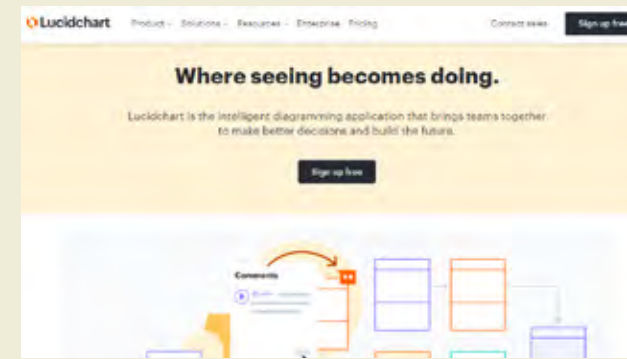 Lucidchart Product Solutions Resources Enterprise Pricing Contact sales Sign up free
Where seeing becomes doing.
Lucidchart is the intelligent diagramming application that brings teams together
to make better decisions and build the future.
Sign up free
Comments